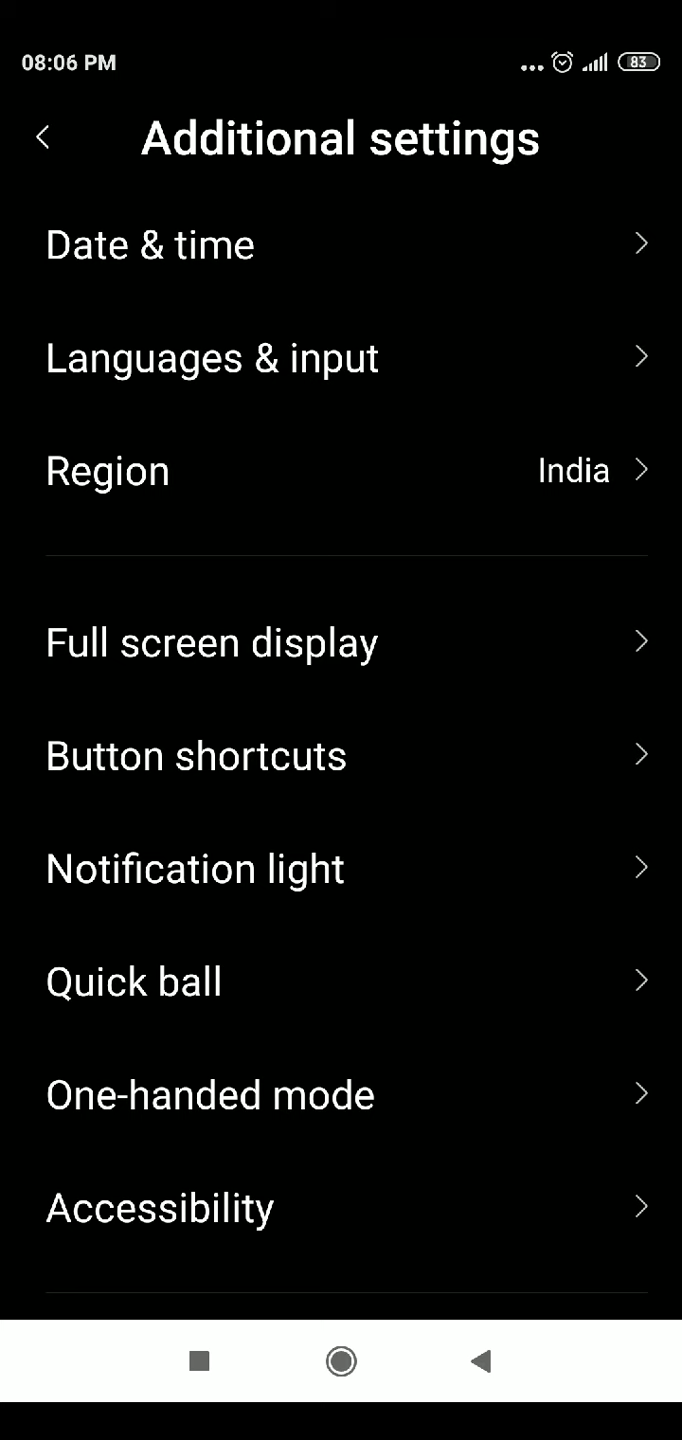 08:06 PM ... 83
Additional settings
Date & time
Languages & input
Region India
Full screen display
Button shortcuts
Notification light
Quick ball
One-handed mode
Accessibility